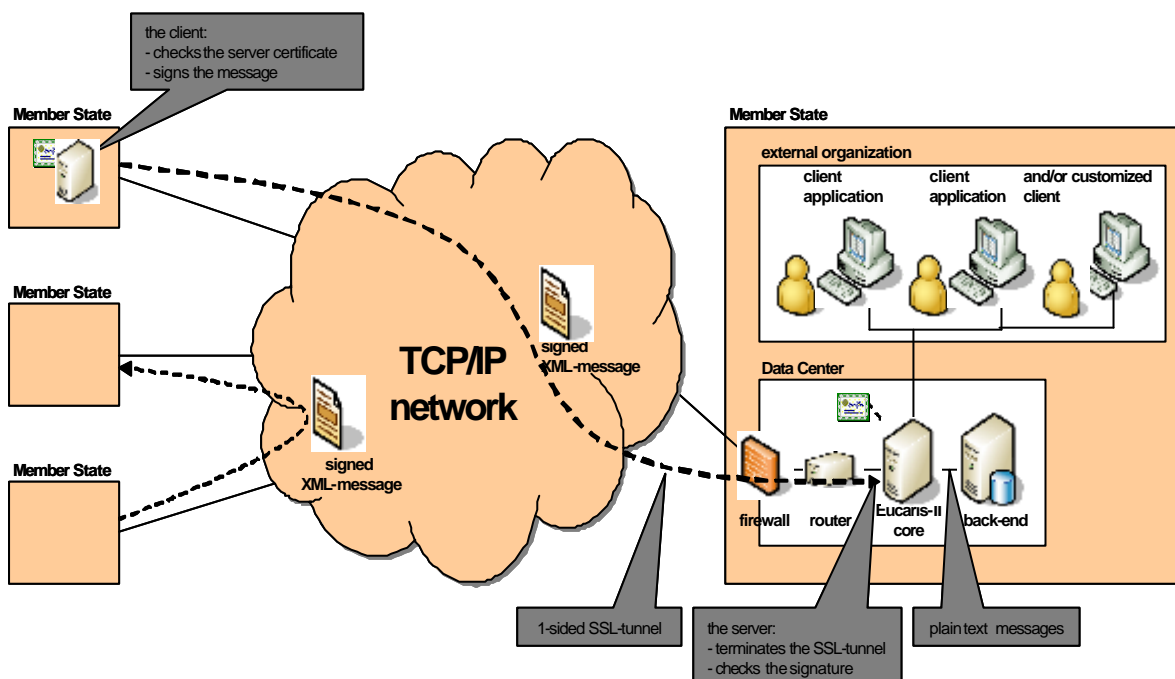 the client:
- checks the server certificate
- signs the message
Member State
Member State
external organization
client
application
client
application
and/or customized
client
Member State
signed
XML-message
TCP/IP
network
Data Center
signed
XML-message
Member State
firewall
router
Eucaris-II
core
back-end
1-sided SSL-tunnel
the server:
- terminates the SSL-tunnel
- checks the signature
plain text messages